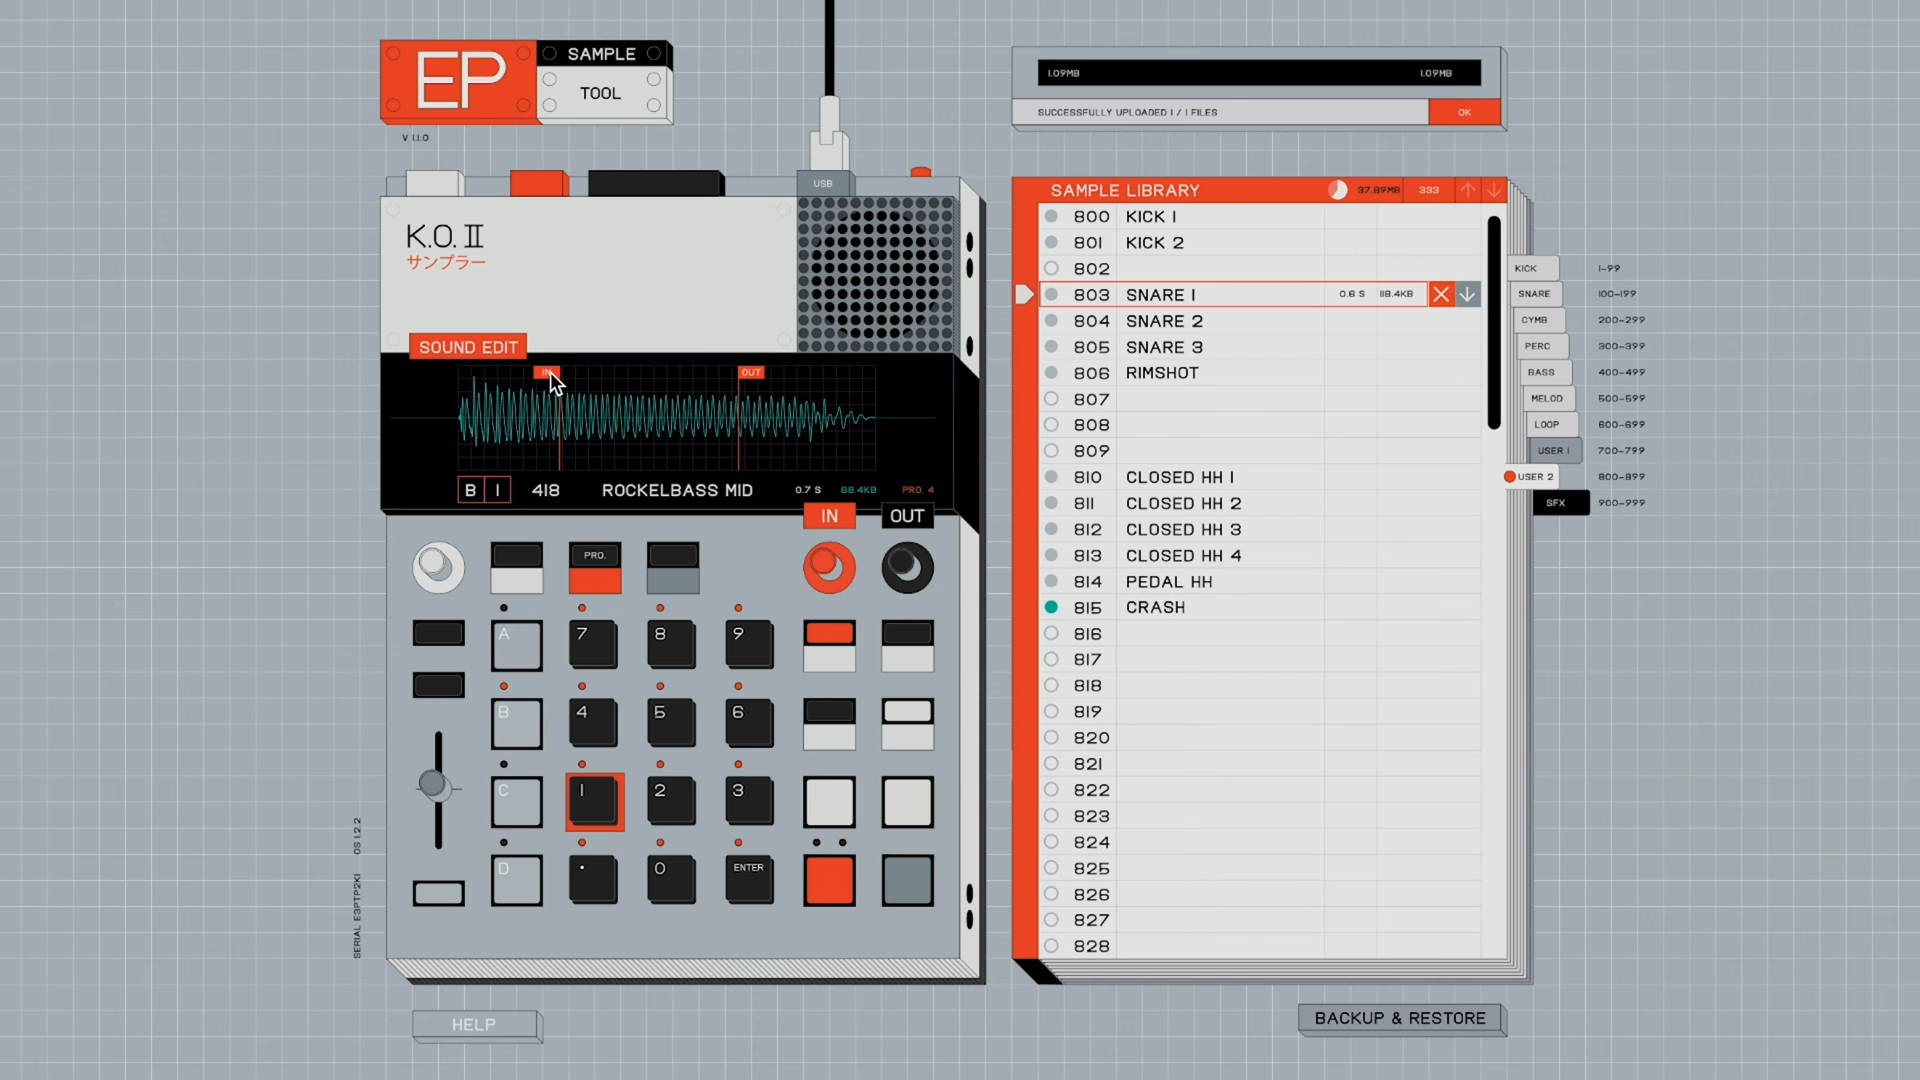 EP
SAMPLE
TOOL
V 1.1.0
1.09MB 1.09MB
SUCCESSFULLY UPLOADED 1 / 1 FILES OK
USB
K.O. II
サンプラー
SOUND EDIT
IN OUT
B 1 418 ROCKELBASS MID 0.7 S 68.4KB PRO. 4
IN OUT
PRO.
A 7 8 9
B 4 5 6
C 1 2 3
D . 0 ENTER
SERIAL E3PTP2KI OS 1.2.2
HELP
SAMPLE LIBRARY 37.89MB 333
800 KICK 1
801 KICK 2
802
803 SNARE 1 0.6 S 118.4KB
804 SNARE 2
805 SNARE 3
806 RIMSHOT
807
808
809
810 CLOSED HH 1
811 CLOSED HH 2
812 CLOSED HH 3
813 CLOSED HH 4
814 PEDAL HH
815 CRASH
816
817
818
819
820
821
822
823
824
825
826
827
828
KICK 1-99
SNARE 100-199
CYMB 200-299
PERC 300-399
BASS 400-499
MELOD 500-599
LOOP 600-699
USER 1 700-799
USER 2 800-899
SFX 900-999
BACKUP & RESTORE